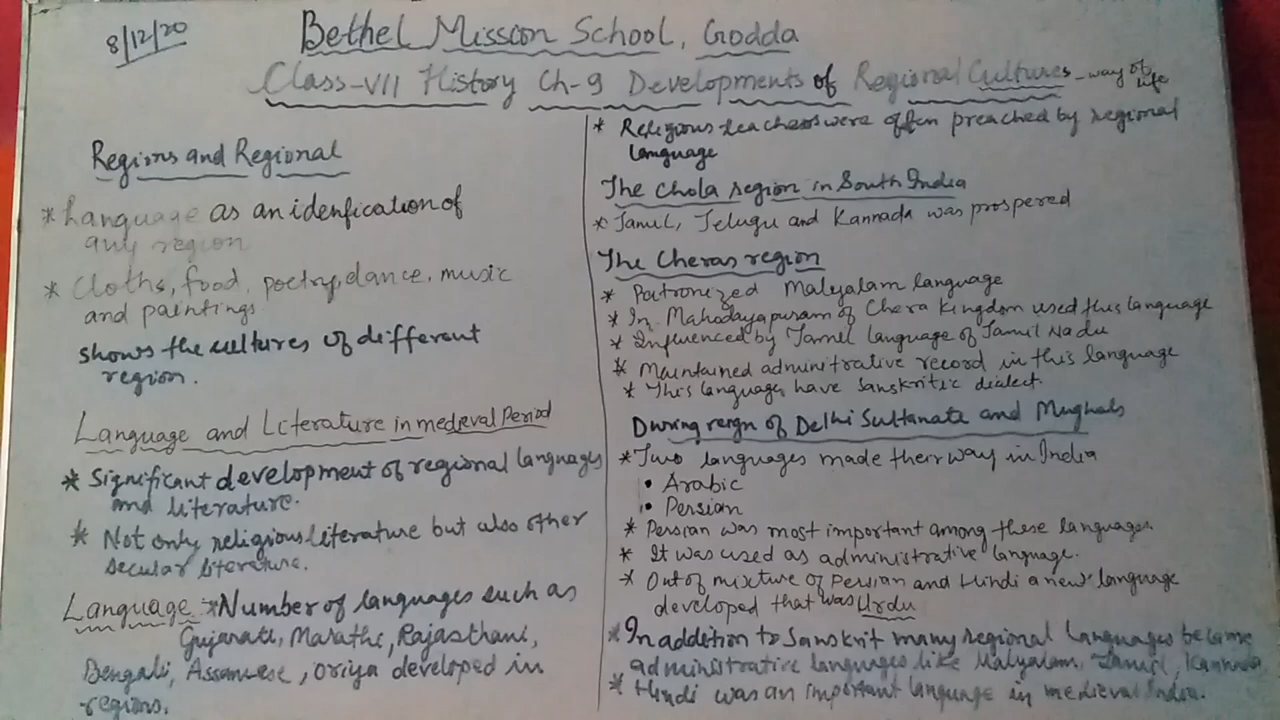 8/12/20
Bethel Mission School, Godda
Class-VII History Ch-9 Developments of Regional Cultures - way of life
Regions and Regional
* Language as an idenfication of
any region
* Cloths, food, poetry, dance, music
and paintings
shows the cultures of different
region.
Language and Literature in medieval Period
* Significant development of regional languages
and literature.
* Not only religious literature but also other
secular literature.
Language * Number of languages such as
Gujarati, Marathi, Rajasthani,
Bengali, Assamese, Oriya developed in
regions.
* Religious teachers were often preached by regional
language
The Chola region in South India
* Tamil, Telugu and Kannada was prospered
The Cheras region
* Patronized Malyalam language
* In Mahodayapuram of Chera Kingdom used this language
* Influenced by Tamil language of Tamil Nadu
* Maintained adminitrative record in this language
* This language have Sanskritic dialect.
During reign of Delhi Sultanate and Mughals
* Two languages made their way in India
• Arabic
• Persian
* Persian was most important among these languages.
* It was used as administrative language.
* Out of mixture of Persian and Hindi a new language
developed that was Urdu
* In addition to Sanskrit many regional languages became
administrative languages like Malyalam, Tamil, Kannada
* Hindi was an important language in medieval India.